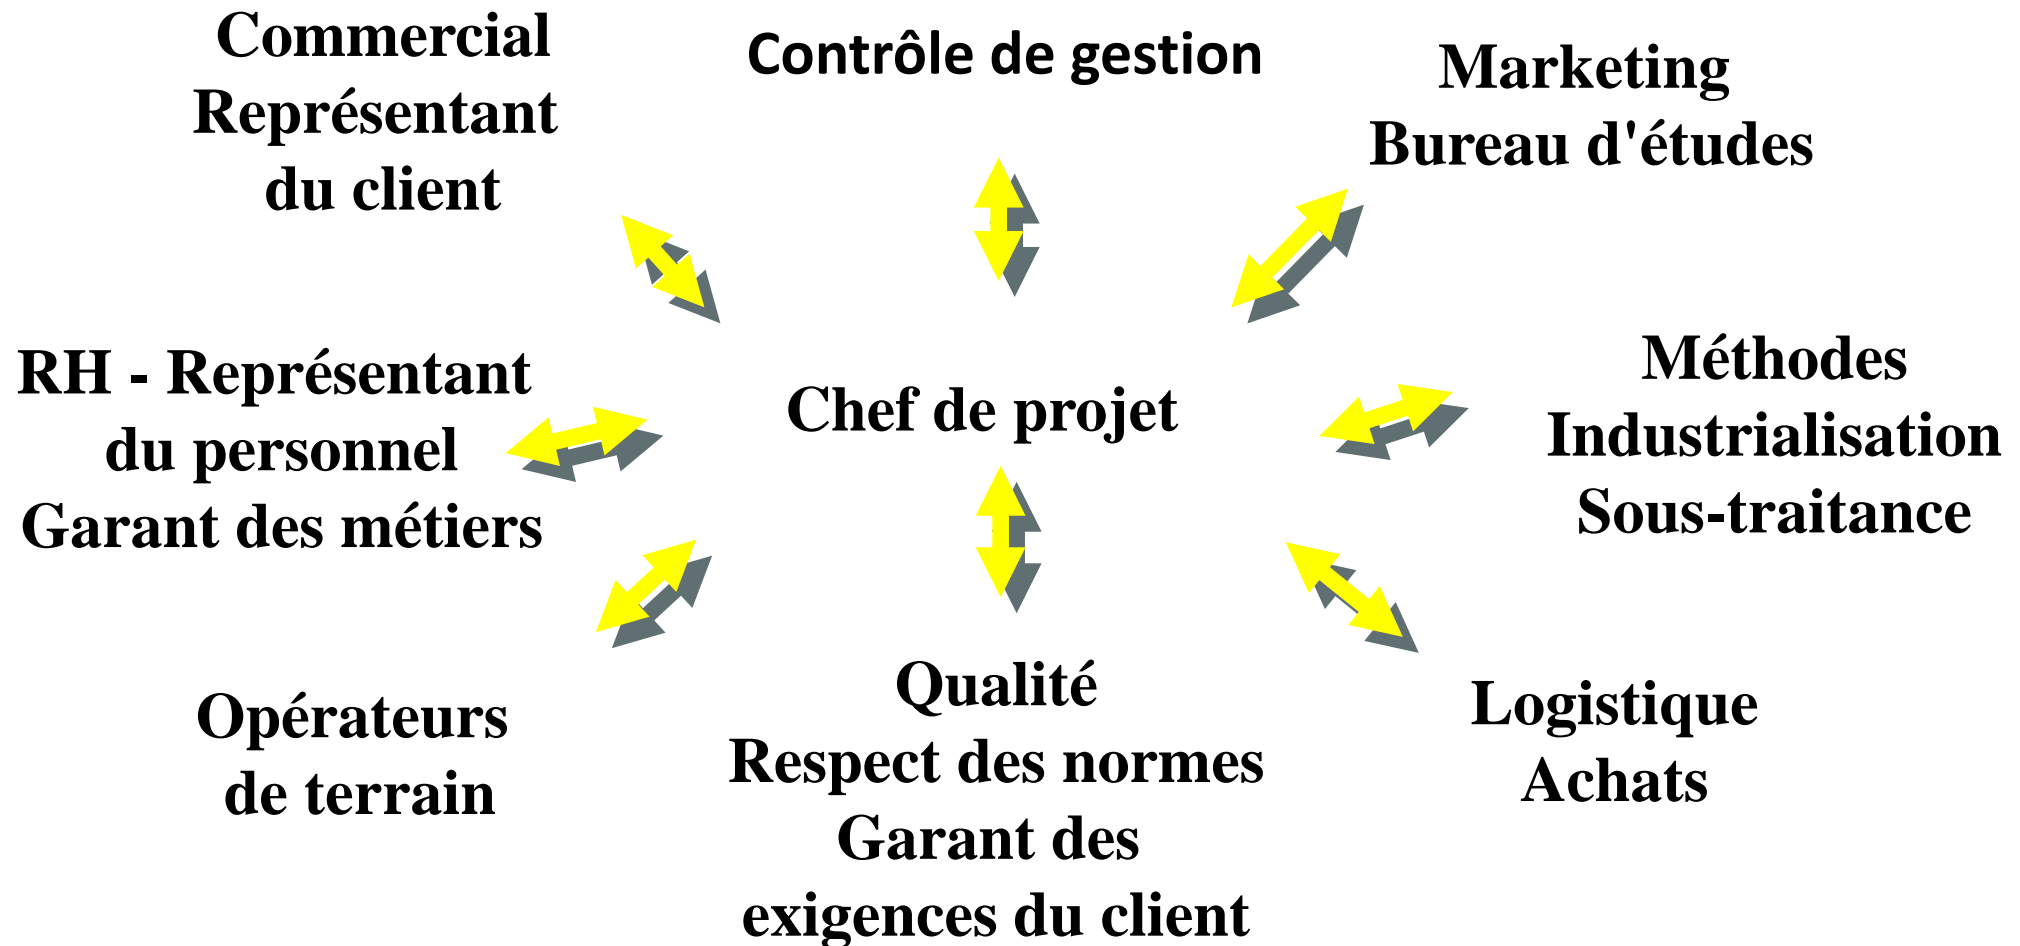 Commercial
Représentant
du client
Contrôle de gestion
Marketing
Bureau d'études
RH - Représentant
du personnel
Garant des métiers
Chef de projet
Méthodes
Industrialisation
Sous-traitance
Opérateurs
de terrain
Qualité
Respect des normes
Garant des
exigences du client
Logistique
Achats